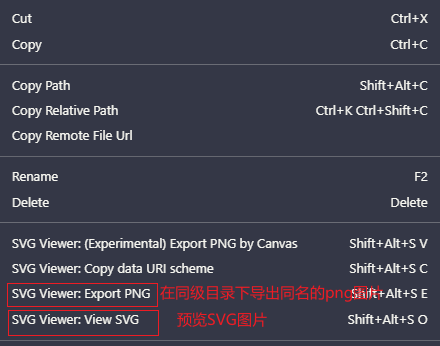 Cut Ctrl+X
Copy Ctrl+C
Copy Path Shift+Alt+C
Copy Relative Path Ctrl+K Ctrl+Shift+C
Copy Remote File Url
Rename F2
Delete Delete
SVG Viewer: (Experimental) Export PNG by Canvas Shift+Alt+S V
SVG Viewer: Copy data URI scheme Shift+Alt+S C
SVG Viewer: Export PNG 在同级目录下导出同名的png图片 Shift+Alt+S E
SVG Viewer: View SVG 预览SVG图片 Shift+Alt+S O